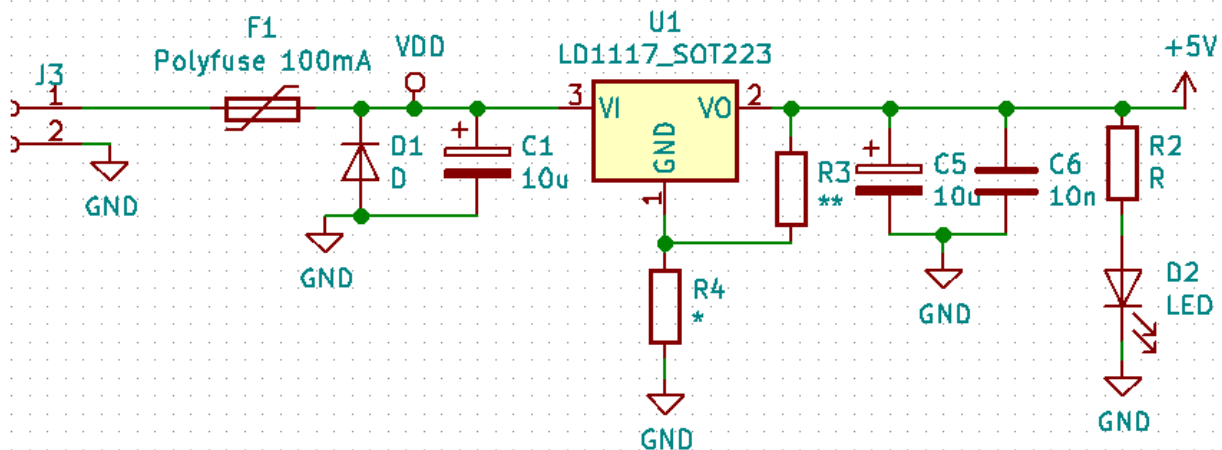 J3
1
2
GND
F1
Polyfuse 100mA
VDD
D1
D
GND
C1
10u
U1
LD1117_SOT223
3
VI
VO
2
GND
1
R3
**
R4
*
GND
C5
10u
C6
10n
GND
+5V
R2
R
D2
LED
GND